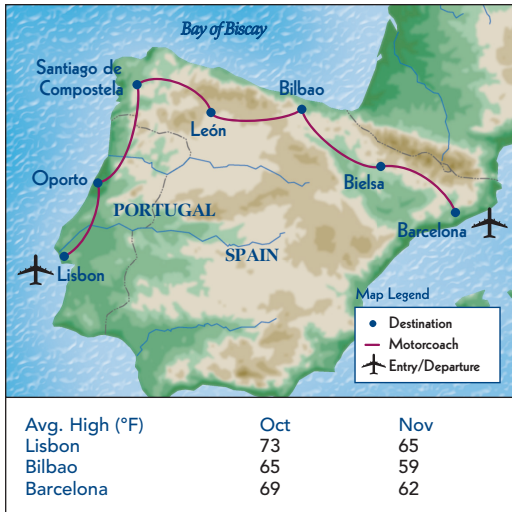 Bay of Biscay
Santiago de
Compostela
Bilbao
León
Oporto
Bielsa
PORTUGAL
Barcelona
SPAIN
Lisbon
Map Legend
Destination
Motorcoach
Entry/Departure
Avg. High (°F) Oct Nov
Lisbon 73 65
Bilbao 65 59
Barcelona 69 62